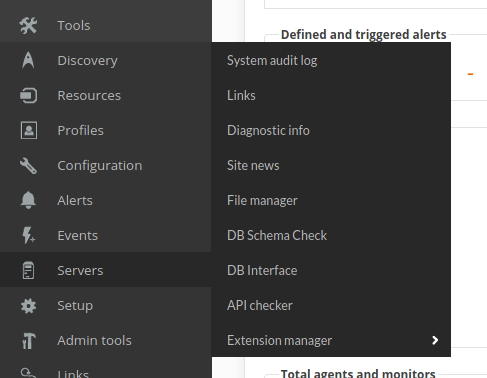 Tools
Discovery
Resources
Profiles
Configuration
Alerts
Events
Servers
Setup
Admin tools
Links
System audit log
Links
Diagnostic info
Site news
File manager
DB Schema Check
DB Interface
API checker
Extension manager
Defined and triggered alerts
-
Total agents and monitors